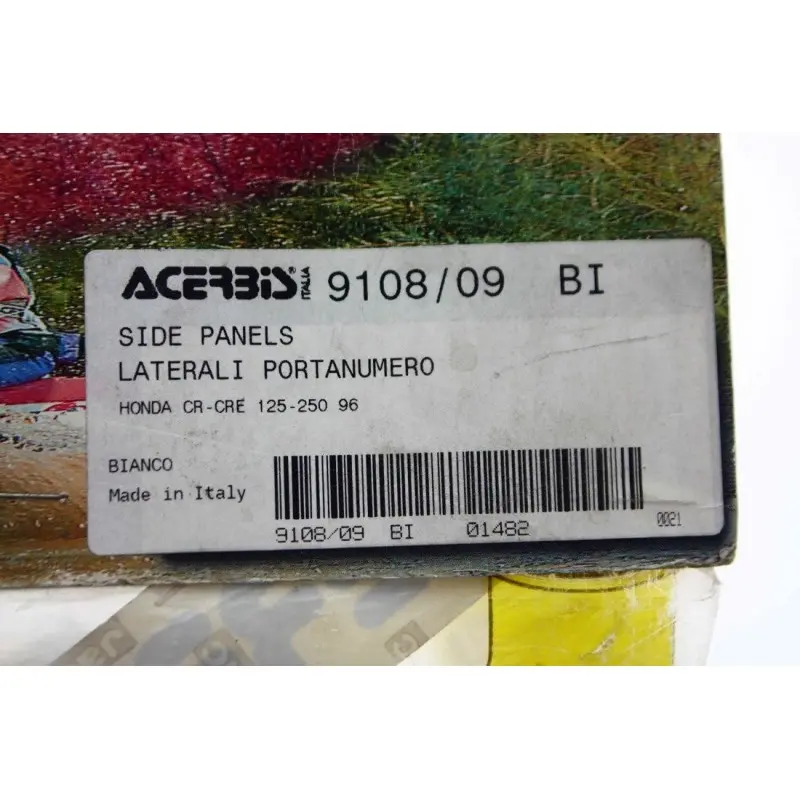 ACERBIS® ITALIA 9108/09 BI
SIDE PANELS
LATERALI PORTANUMERO
HONDA CR-CRE 125-250 96
BIANCO
Made in Italy
9108/09 BI 01482
0021